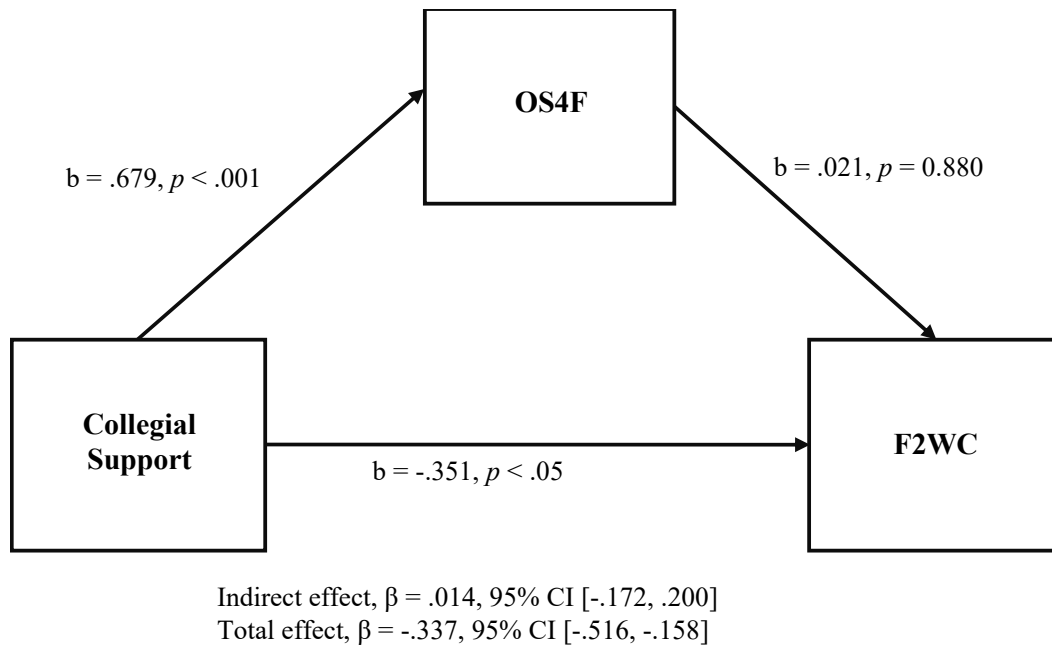 OS4F
b = .679, p < .001
b = .021, p = 0.880
Collegial
Support
F2WC
b = -.351, p < .05
Indirect effect, β = .014, 95% CI [-.172, .200]
Total effect, β = -.337, 95% CI [-.516, -.158]